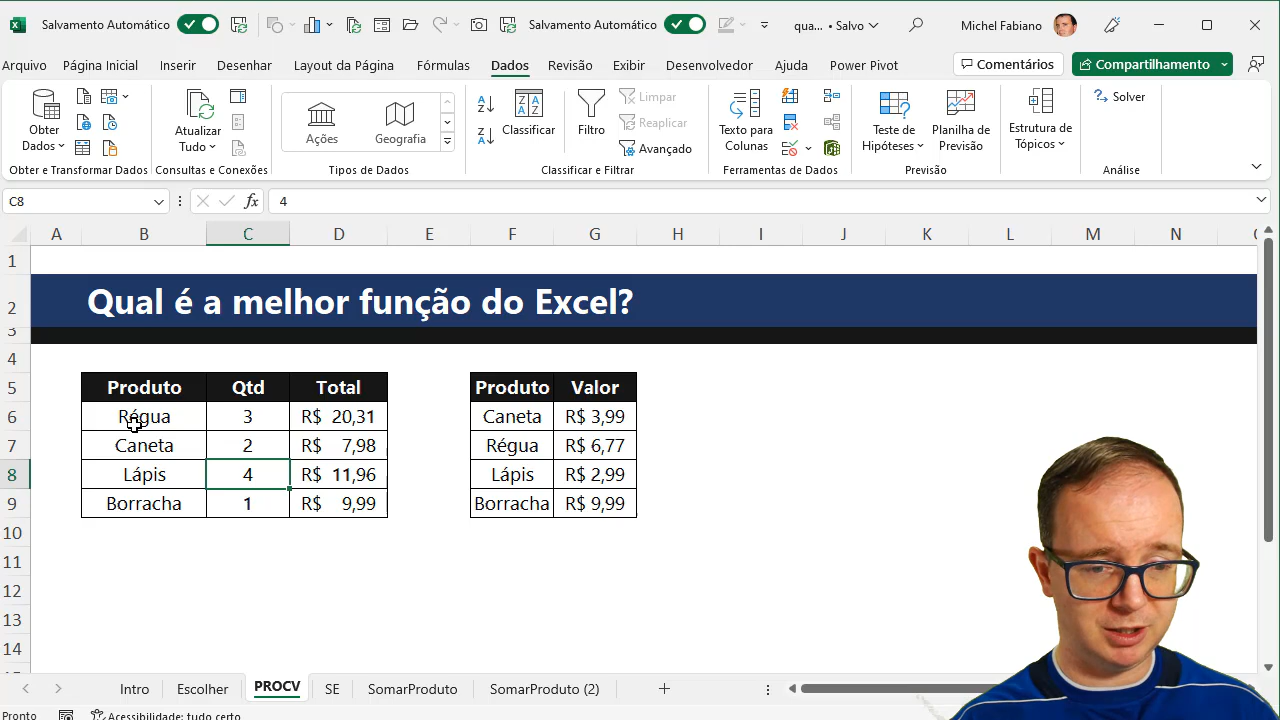 Salvamento Automático Salvamento Automático qua... • Salvo Michel Fabiano
Arquivo Página Inicial Inserir Desenhar Layout da Página Fórmulas Dados Revisão Exibir Desenvolvedor Ajuda Power Pivot Comentários Compartilhamento
Obter Dados
Atualizar Tudo
Ações Geografia
Classificar
Filtro
Limpar
Reaplicar
Avançado
Texto para Colunas
Teste de Hipóteses
Planilha de Previsão
Estrutura de Tópicos
Solver
Obter e Transformar Dados Consultas e Conexões Tipos de Dados Classificar e Filtrar Ferramentas de Dados Previsão Análise
C8 fx 4
A B C D E F G H I J K L M N
1
2 Qual é a melhor função do Excel?
3
4
5 Produto Qtd Total Produto Valor
6 Régua 3 R$ 20,31 Caneta R$ 3,99
7 Caneta 2 R$ 7,98 Régua R$ 6,77
8 Lápis 4 R$ 11,96 Lápis R$ 2,99
9 Borracha 1 R$ 9,99 Borracha R$ 9,99
10
11
12
13
14
Intro Escolher PROCV SE SomarProduto SomarProduto (2)
Pronto Acessibilidade: tudo certo